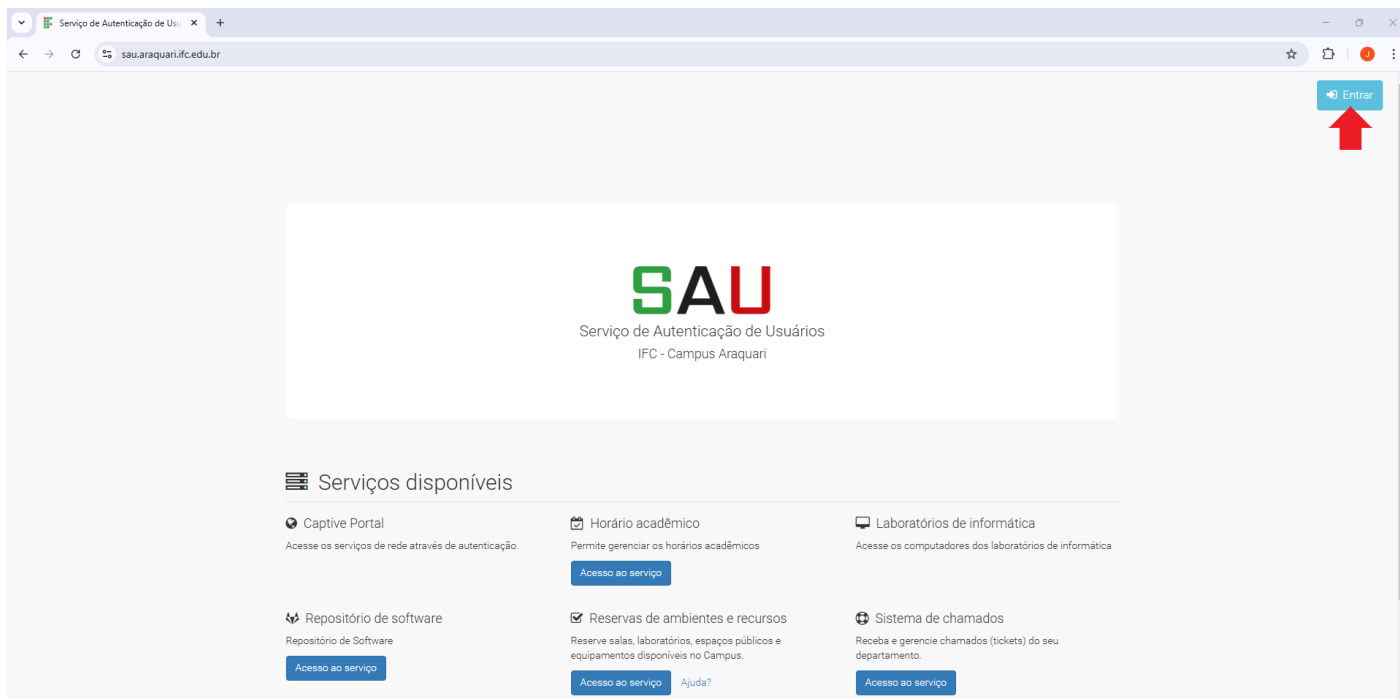 Serviço de Autenticação de Usu
sau.araquari.ifc.edu.br
J
Entrar
SAU
Serviço de Autenticação de Usuários
IFC - Campus Araquari
Serviços disponíveis
Captive Portal
Acesse os serviços de rede através de autenticação.
Horário acadêmico
Permite gerenciar os horários acadêmicos
Acesso ao serviço
Laboratórios de informática
Acesse os computadores dos laboratórios de informática
Repositório de software
Repositório de Software
Acesso ao serviço
Reservas de ambientes e recursos
Reserve salas, laboratórios, espaços públicos e
equipamentos disponíveis no Campus.
Acesso ao serviço Ajuda?
Sistema de chamados
Receba e gerencie chamados (tickets) do seu
departamento.
Acesso ao serviço